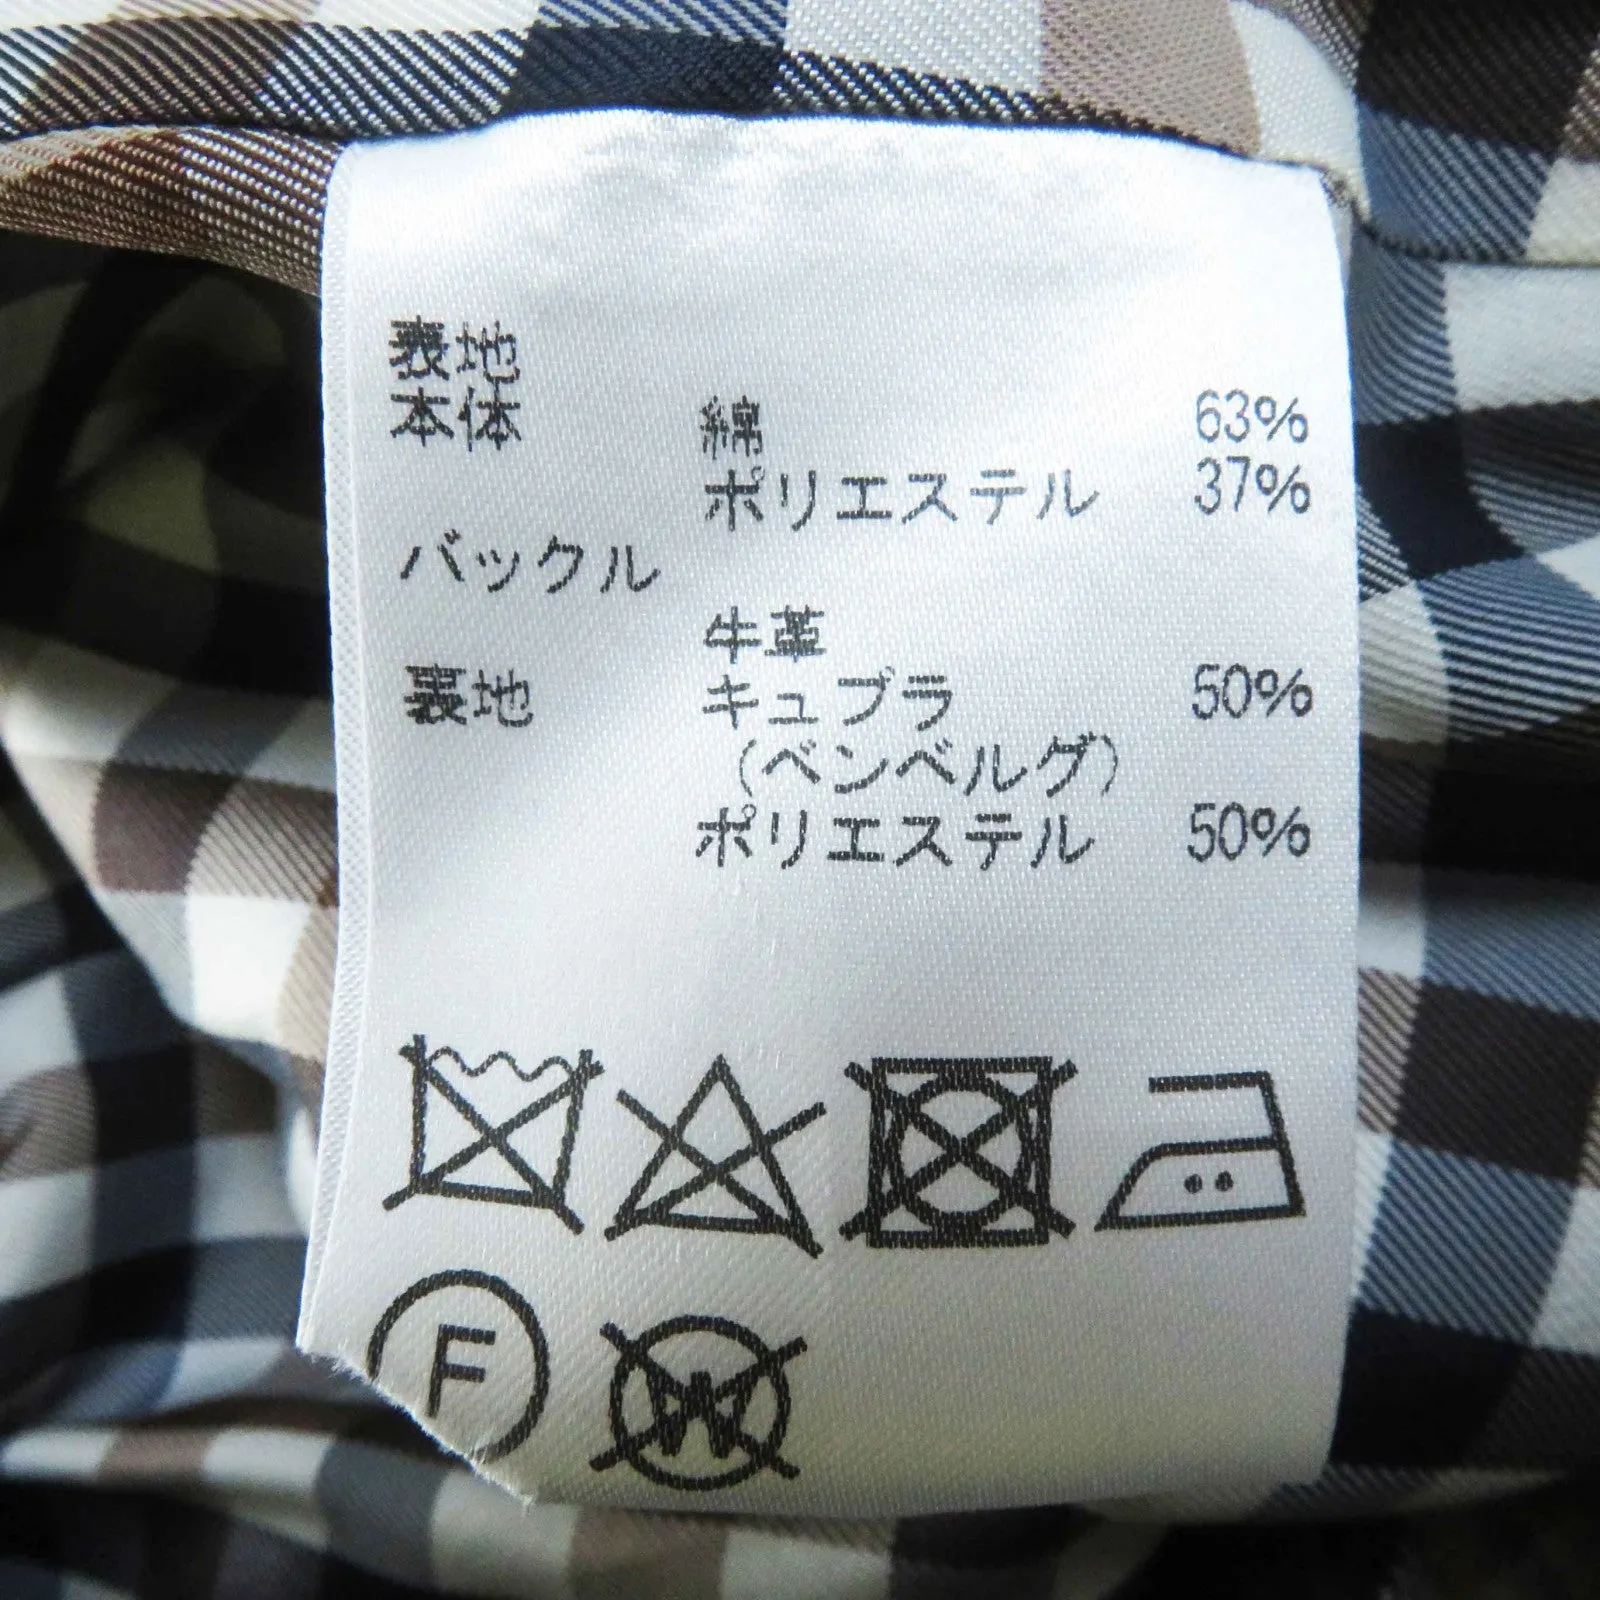 表地
本体 綿 63%
ポリエステル 37%
バックル
牛革
裏地 キュプラ 50%
(ベンベルグ)
ポリエステル 50%
F W